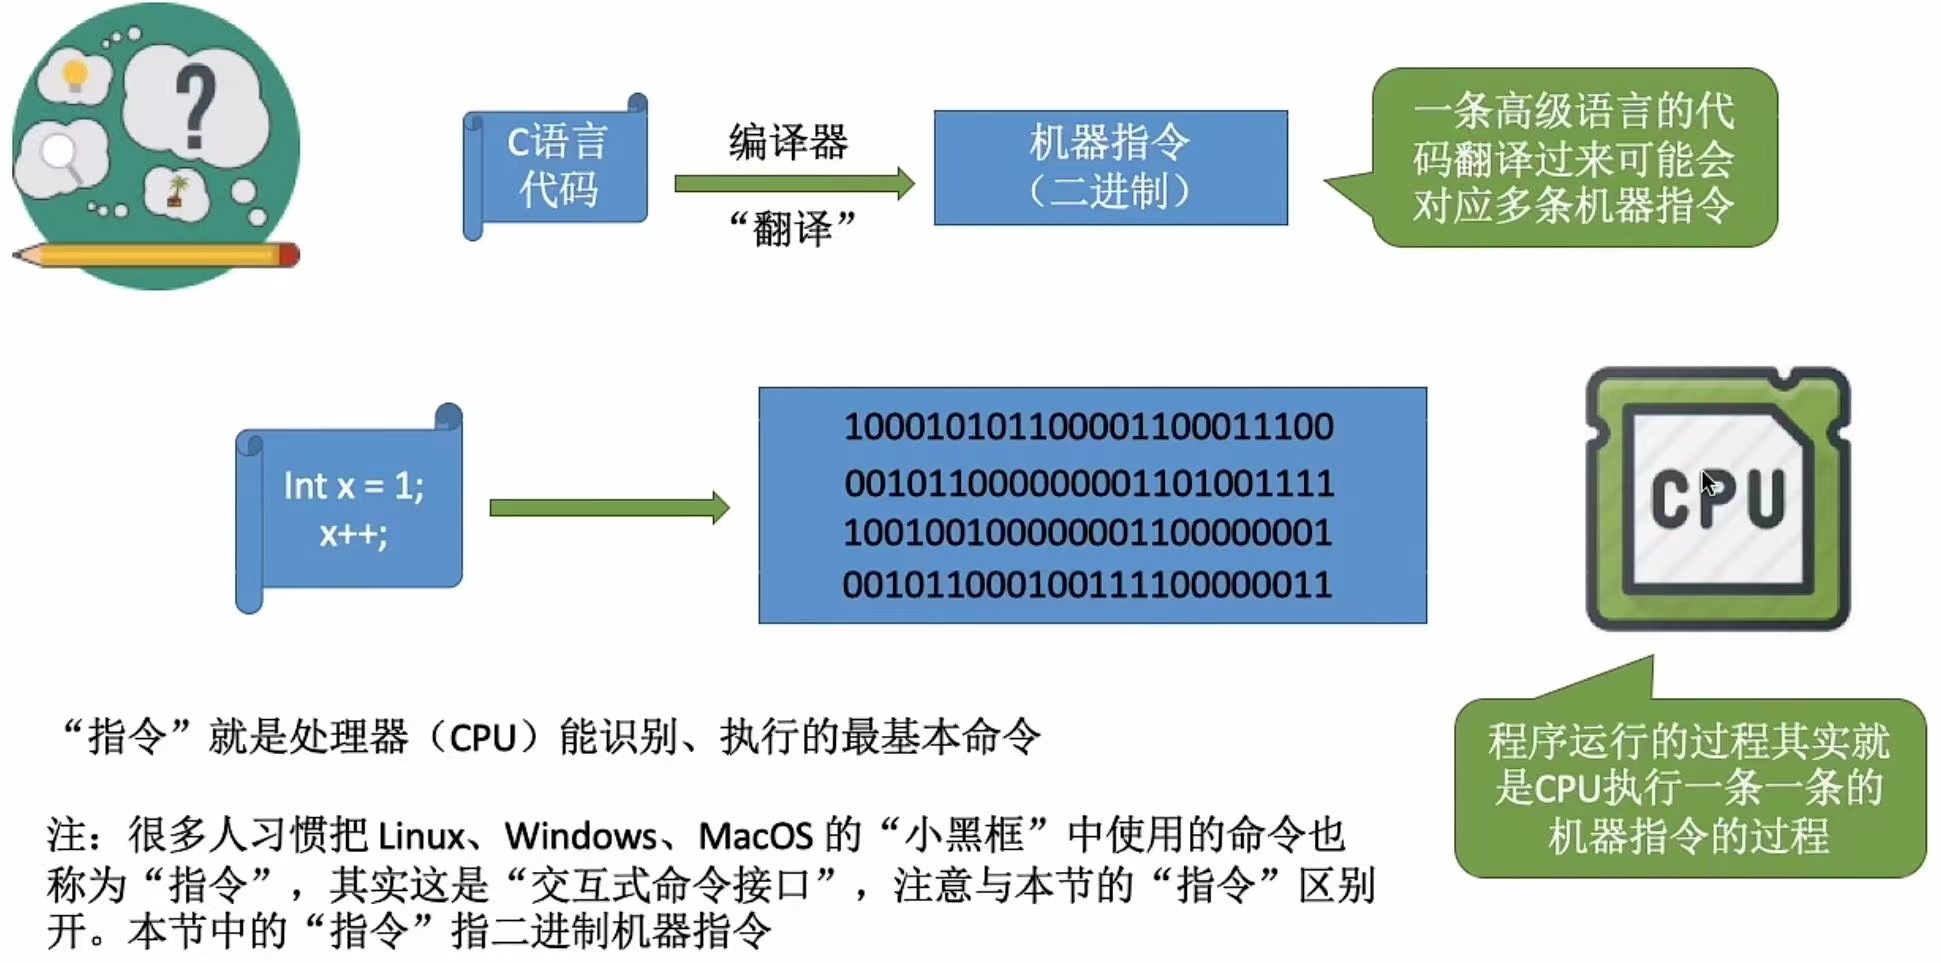 ?
C语言
代码
编译器
“翻译”
机器指令
（二进制）
一条高级语言的代
码翻译过来可能会
对应多条机器指令
Int x = 1;
x++;
100010101100001100011100
0010110000000001101001111
1001001000000001100000001
001011000100111100000011
CPU
“指令”就是处理器（CPU）能识别、执行的最基本命令
程序运行的过程其实就
是CPU执行一条一条的
机器指令的过程
注：很多人习惯把 Linux、Windows、MacOS 的“小黑框”中使用的命令也
称为“指令”，其实这是“交互式命令接口”，注意与本节的“指令”区别
开。本节中的“指令”指二进制机器指令